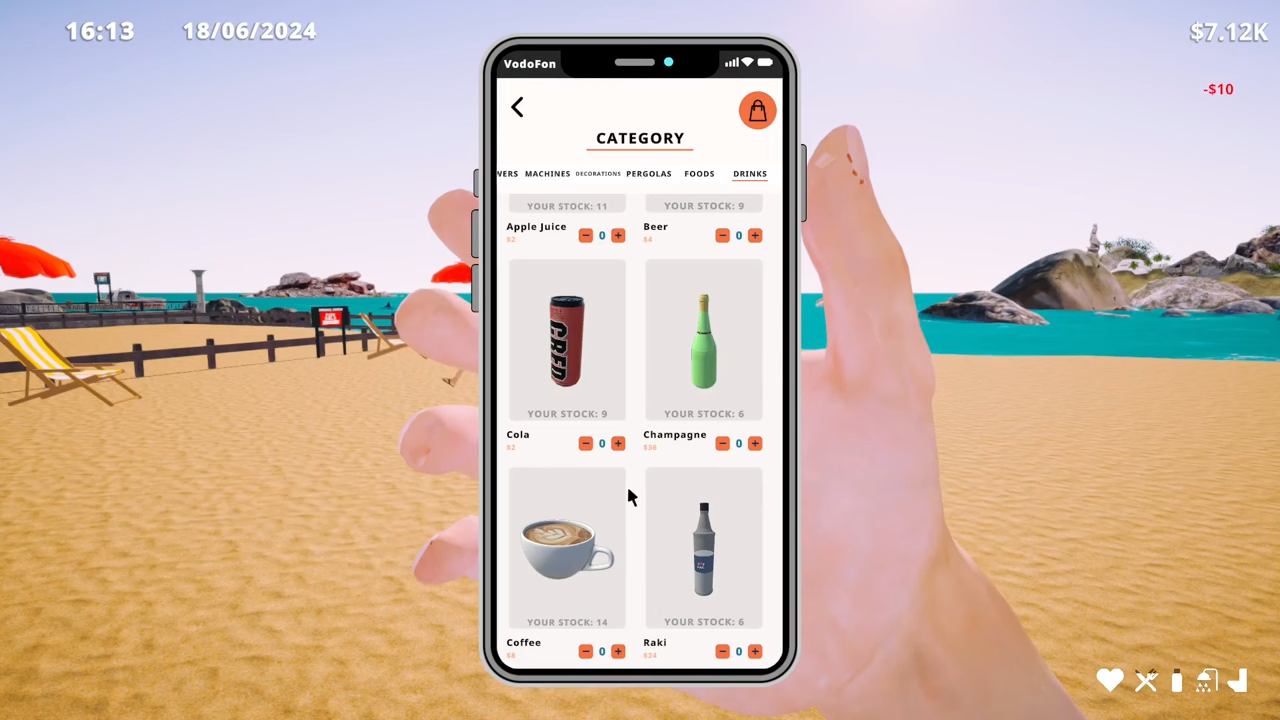 16:13 18/06/2024
$7.12K
-$10
VodoFon
CATEGORY
WERS MACHINES DECORATIONS PERGOLAS FOODS DRINKS
YOUR STOCK: 11 YOUR STOCK: 9
Apple Juice Beer
$2 - 0 + $4 - 0 +
YOUR STOCK: 9 YOUR STOCK: 6
Cola Champagne
$2 - 0 + $36 - 0 +
YOUR STOCK: 14 YOUR STOCK: 6
Coffee Raki
$8 - 0 + $24 - 0 +